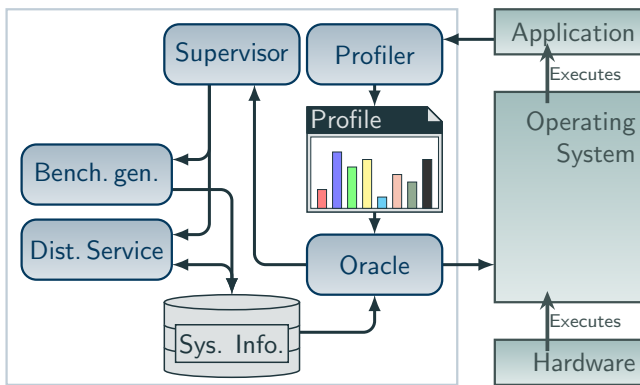 Supervisor
Profiler
Application
Executes
Profile
Operating
System
Bench. gen.
Dist. Service
Oracle
Sys. Info.
Executes
Hardware